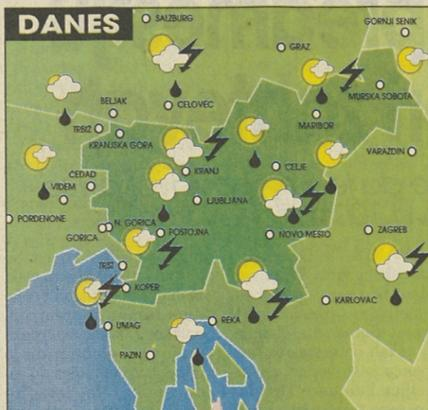 DANES
SALZBURG
GORNJI SENIK
GRAZ
MURSKA SOBOTA
BELJAK
CELOVEC
MARIBOR
TRBIŽ
KRANJSKA GORA
VARAŽDIN
ČEDAD
KRANJ
CELJE
VIDEM
LJUBLJANA
PORDENONE
N. GORICA
POSTOJNA
NOVO MESTO
ZAGREB
GORICA
TRST
KOPER
KARLOVAC
UMAG
REKA
PAZIN